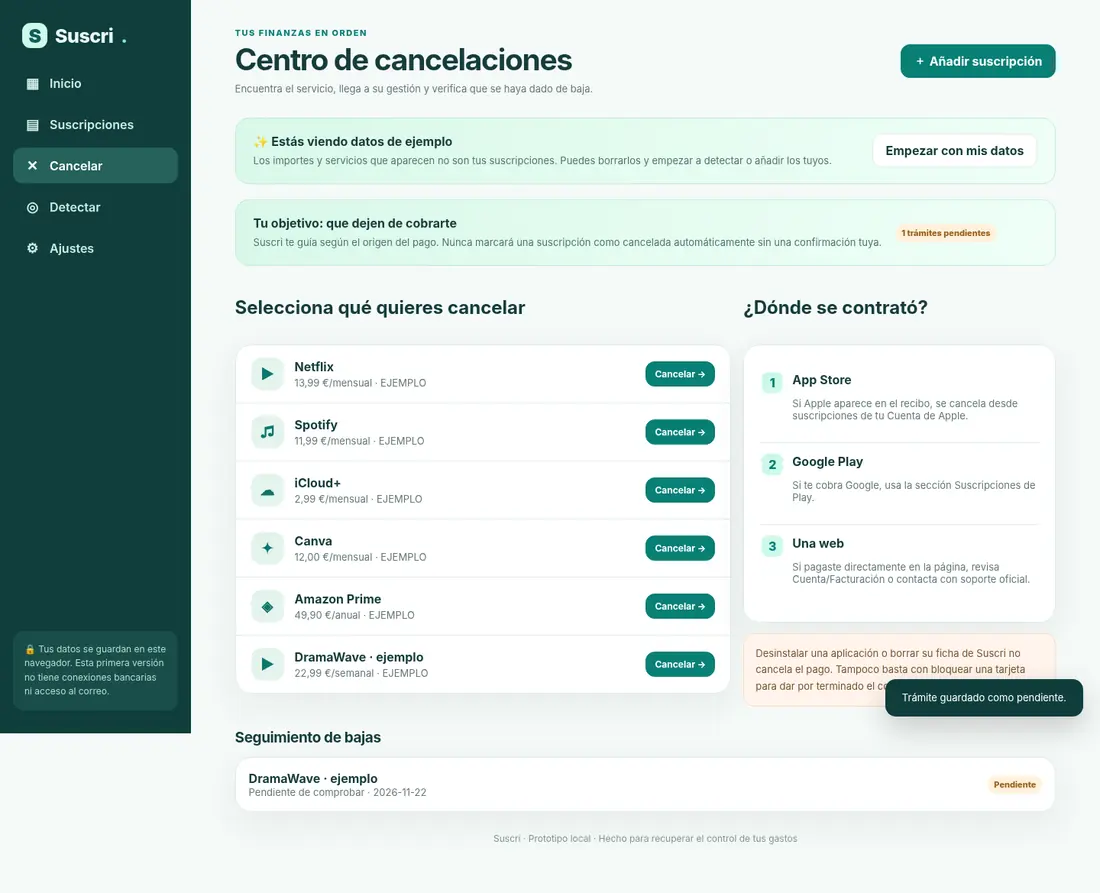 S Suscri .
Inicio
Suscripciones
Cancelar
Detectar
Ajustes
🔒 Tus datos se guardan en este
navegador. Esta primera versión
no tiene conexiones bancarias
ni acceso al correo.
TUS FINANZAS EN ORDEN
Centro de cancelaciones
Encuentra el servicio, llega a su gestión y verifica que se haya dado de baja.
+ Añadir suscripción
✨ Estás viendo datos de ejemplo
Los importes y servicios que aparecen no son tus suscripciones. Puedes borrarlos y empezar a detectar o añadir los tuyos.
Empezar con mis datos
Tu objetivo: que dejen de cobrarte
Suscri te guía según el origen del pago. Nunca marcará una suscripción como cancelada automáticamente sin una confirmación tuya.
1 trámites pendientes
Selecciona qué quieres cancelar
Netflix
13,99 €/mensual · EJEMPLO
Cancelar →
Spotify
11,99 €/mensual · EJEMPLO
Cancelar →
iCloud+
2,99 €/mensual · EJEMPLO
Cancelar →
Canva
12,00 €/mensual · EJEMPLO
Cancelar →
Amazon Prime
49,90 €/anual · EJEMPLO
Cancelar →
DramaWave · ejemplo
22,99 €/semanal · EJEMPLO
Cancelar →
¿Dónde se contrató?
1 App Store
Si Apple aparece en el recibo, se cancela desde
suscripciones de tu Cuenta de Apple.
2 Google Play
Si te cobra Google, usa la sección Suscripciones de
Play.
3 Una web
Si pagaste directamente en la página, revisa
Cuenta/Facturación o contacta con soporte oficial.
Desinstalar una aplicación o borrar su ficha de Suscri no
cancela el pago. Tampoco basta con bloquear una tarjeta
para dar por terminado el
Trámite guardado como pendiente.
Seguimiento de bajas
DramaWave · ejemplo
Pendiente de comprobar · 2026-11-22
Pendiente
Suscri · Prototipo local · Hecho para recuperar el control de tus gastos